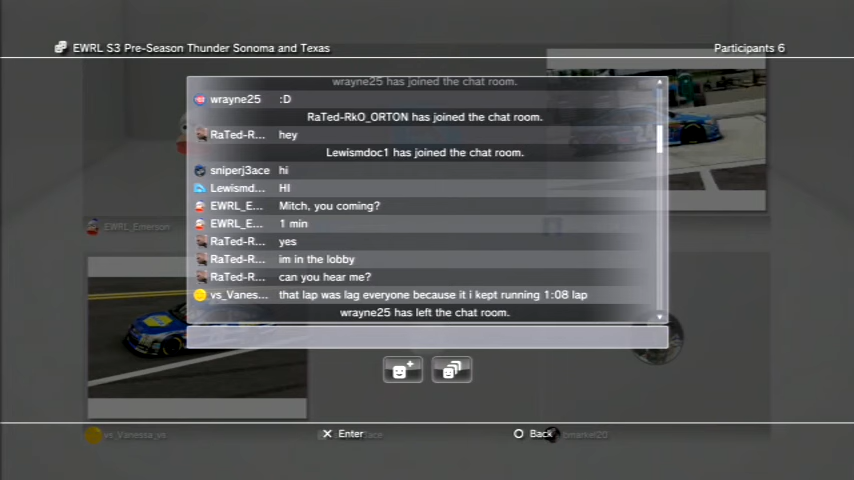 EWRL S3 Pre-Season Thunder Sonoma and Texas
Participants 6
wrayne25 has joined the chat room.
wrayne25 :D
RaTed-RkO_ORTON has joined the chat room.
RaTed-R... hey
Lewismdoc1 has joined the chat room.
sniperj3ace hi
Lewismd... HI
EWRL_E... Mitch, you coming?
EWRL_E... 1 min
RaTed-R... yes
RaTed-R... im in the lobby
RaTed-R... can you hear me?
vs_Vanes... that lap was lag everyone because it i kept running 1:08 lap
wrayne25 has left the chat room.
EWRL_Emerson
vs_Vanessa_vs
Enter
Back